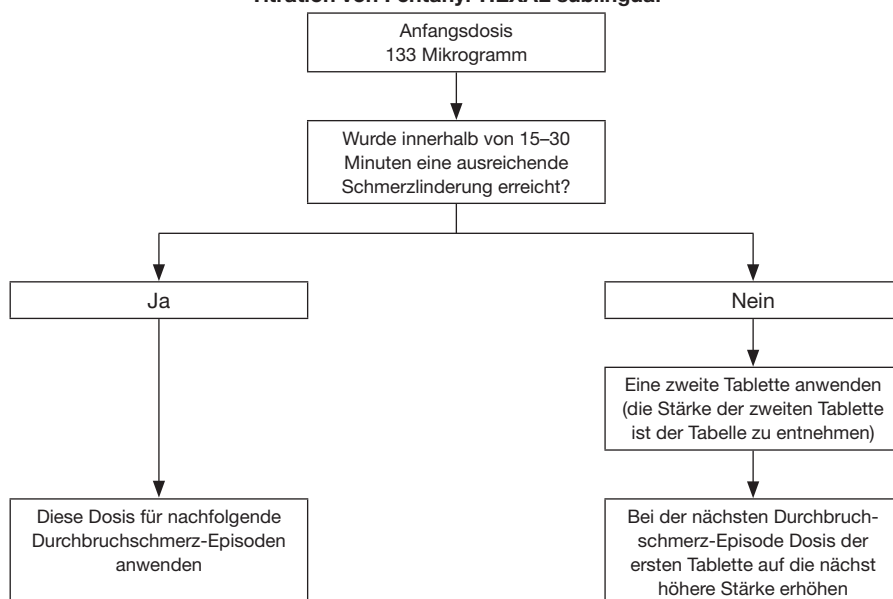 Titration von Fentanyl HEXAL sublingual
Anfangsdosis
133 Mikrogramm
Wurde innerhalb von 15–30
Minuten eine ausreichende
Schmerzlinderung erreicht?
Ja
Nein
Eine zweite Tablette anwenden
(die Stärke der zweiten Tablette
ist der Tabelle zu entnehmen)
Diese Dosis für nachfolgende
Durchbruchschmerz-Episoden
anwenden
Bei der nächsten Durchbruch-
schmerz-Episode Dosis der
ersten Tablette auf die nächst
höhere Stärke erhöhen